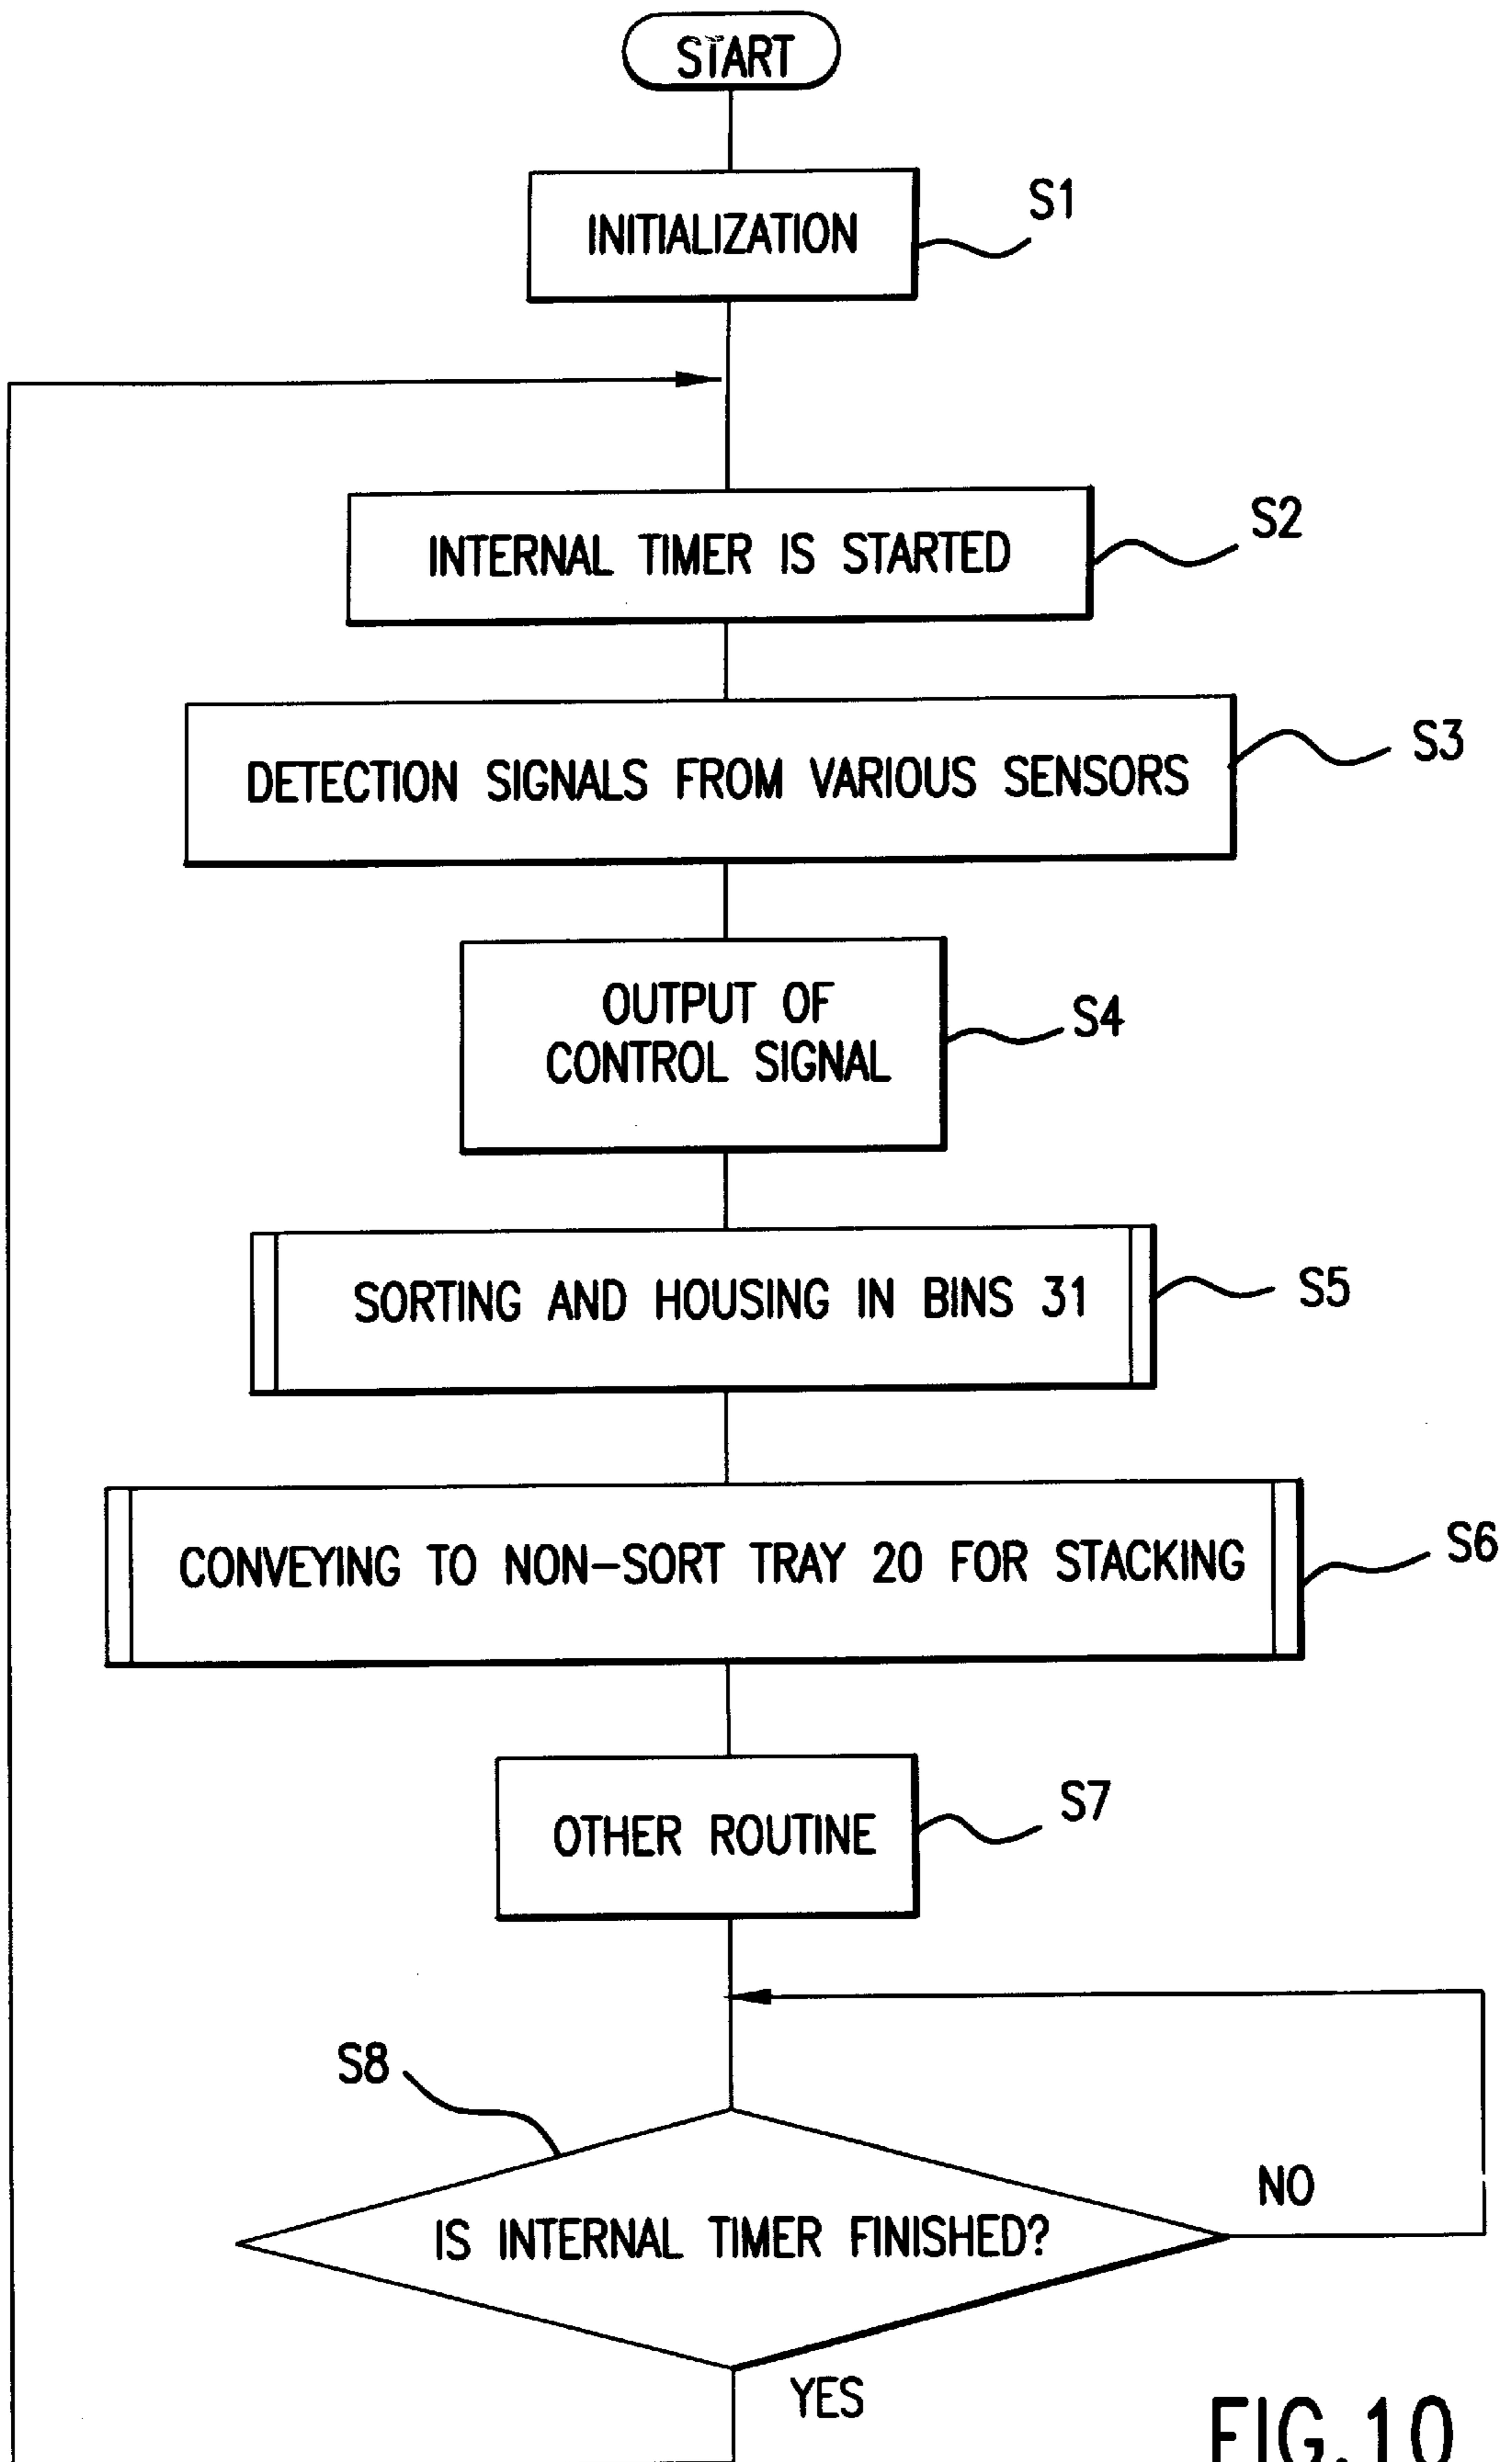 START
INITIALIZATION
S1
INTERNAL TIMER IS STARTED
S2
DETECTION SIGNALS FROM VARIOUS SENSORS
S3
OUTPUT OF
CONTROL SIGNAL
S4
SORTING AND HOUSING IN BINS 31
S5
CONVEYING TO NON-SORT TRAY 20 FOR STACKING
S6
OTHER ROUTINE
S7
S8
IS INTERNAL TIMER FINISHED?
NO
YES
FIG.10